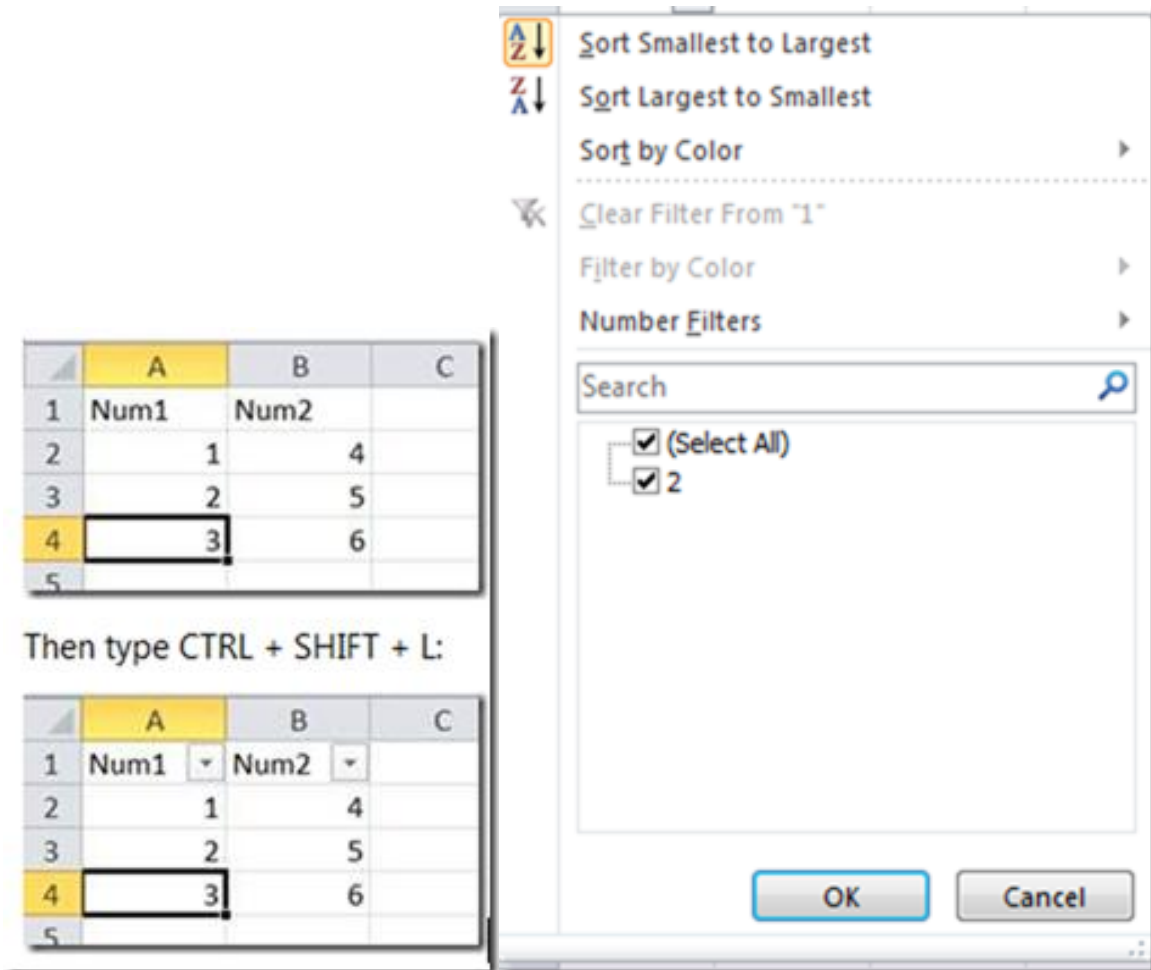 A B C
1 Num1 Num2
2 1 4
3 2 5
4 3 6
5
Then type CTRL + SHIFT + L:
A B C
1 Num1 Num2
2 1 4
3 2 5
4 3 6
5
Sort Smallest to Largest
Sort Largest to Smallest
Sort by Color
Clear Filter From "1"
Filter by Color
Number Filters
Search
(Select All)
2
OK Cancel